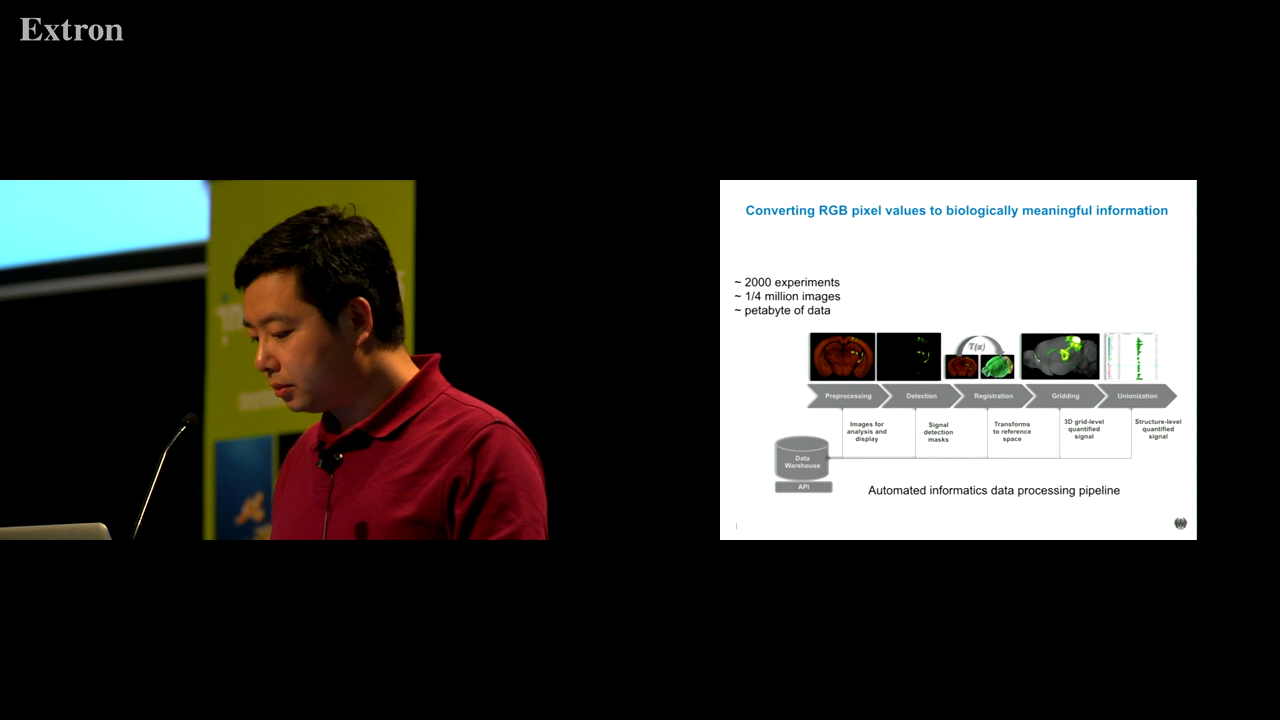 Extron
Converting RGB pixel values to biologically meaningful information
~ 2000 experiments
~ 1/4 million images
~ petabyte of data
T(x)
Preprocessing
Detection
Registration
Gridding
Unionization
Images for
analysis and
display
Signal
detection
masks
Transforms
to reference
space
3D grid-level
quantified
signal
Structure-level
quantified
signal
Data
Warehouse
API
Automated informatics data processing pipeline